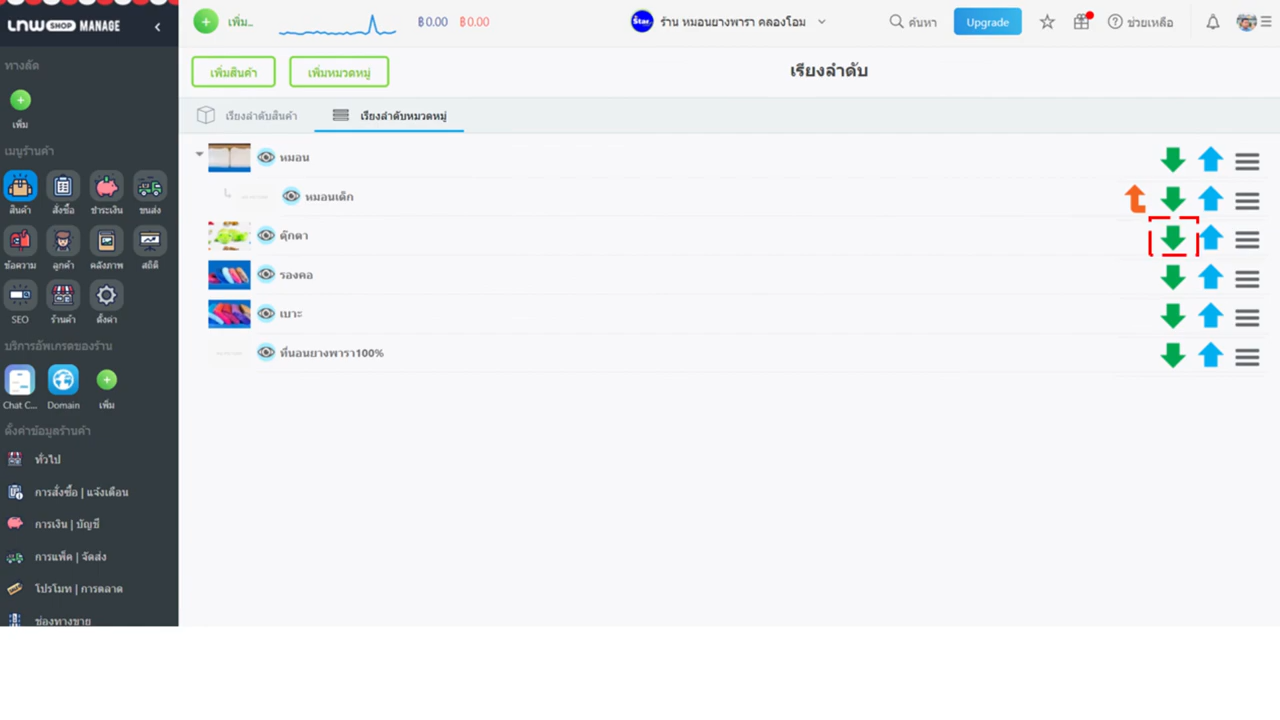 LNW SHOP MANAGE
เพิ่ม..
฿0.00 ฿0.00
Star
ร้าน หมอนยางพารา คลองโอม
ค้นหา
Upgrade
ช่วยเหลือ
ทางลัด
เพิ่ม
เมนูร้านค้า
สินค้า สั่งซื้อ ชำระเงิน ขนส่ง
ข้อความ ลูกค้า คลังภาพ สถิติ
SEO ร้านค้า ตั้งค่า
บริการอัพเกรดของร้าน
Chat C... Domain เพิ่ม
ตั้งค่าข้อมูลร้านค้า
ทั่วไป
การสั่งซื้อ | แจ้งเตือน
การเงิน | บัญชี
การแพ็ค | จัดส่ง
โปรโมท | การตลาด
ช่องทางขาย
เพิ่มสินค้า เพิ่มหมวดหมู่
เรียงลำดับ
เรียงลำดับสินค้า เรียงลำดับหมวดหมู่
หมอน
หมอนเด็ก
ตุ๊กตา
รองคอ
เบาะ
ที่นอนยางพารา100%